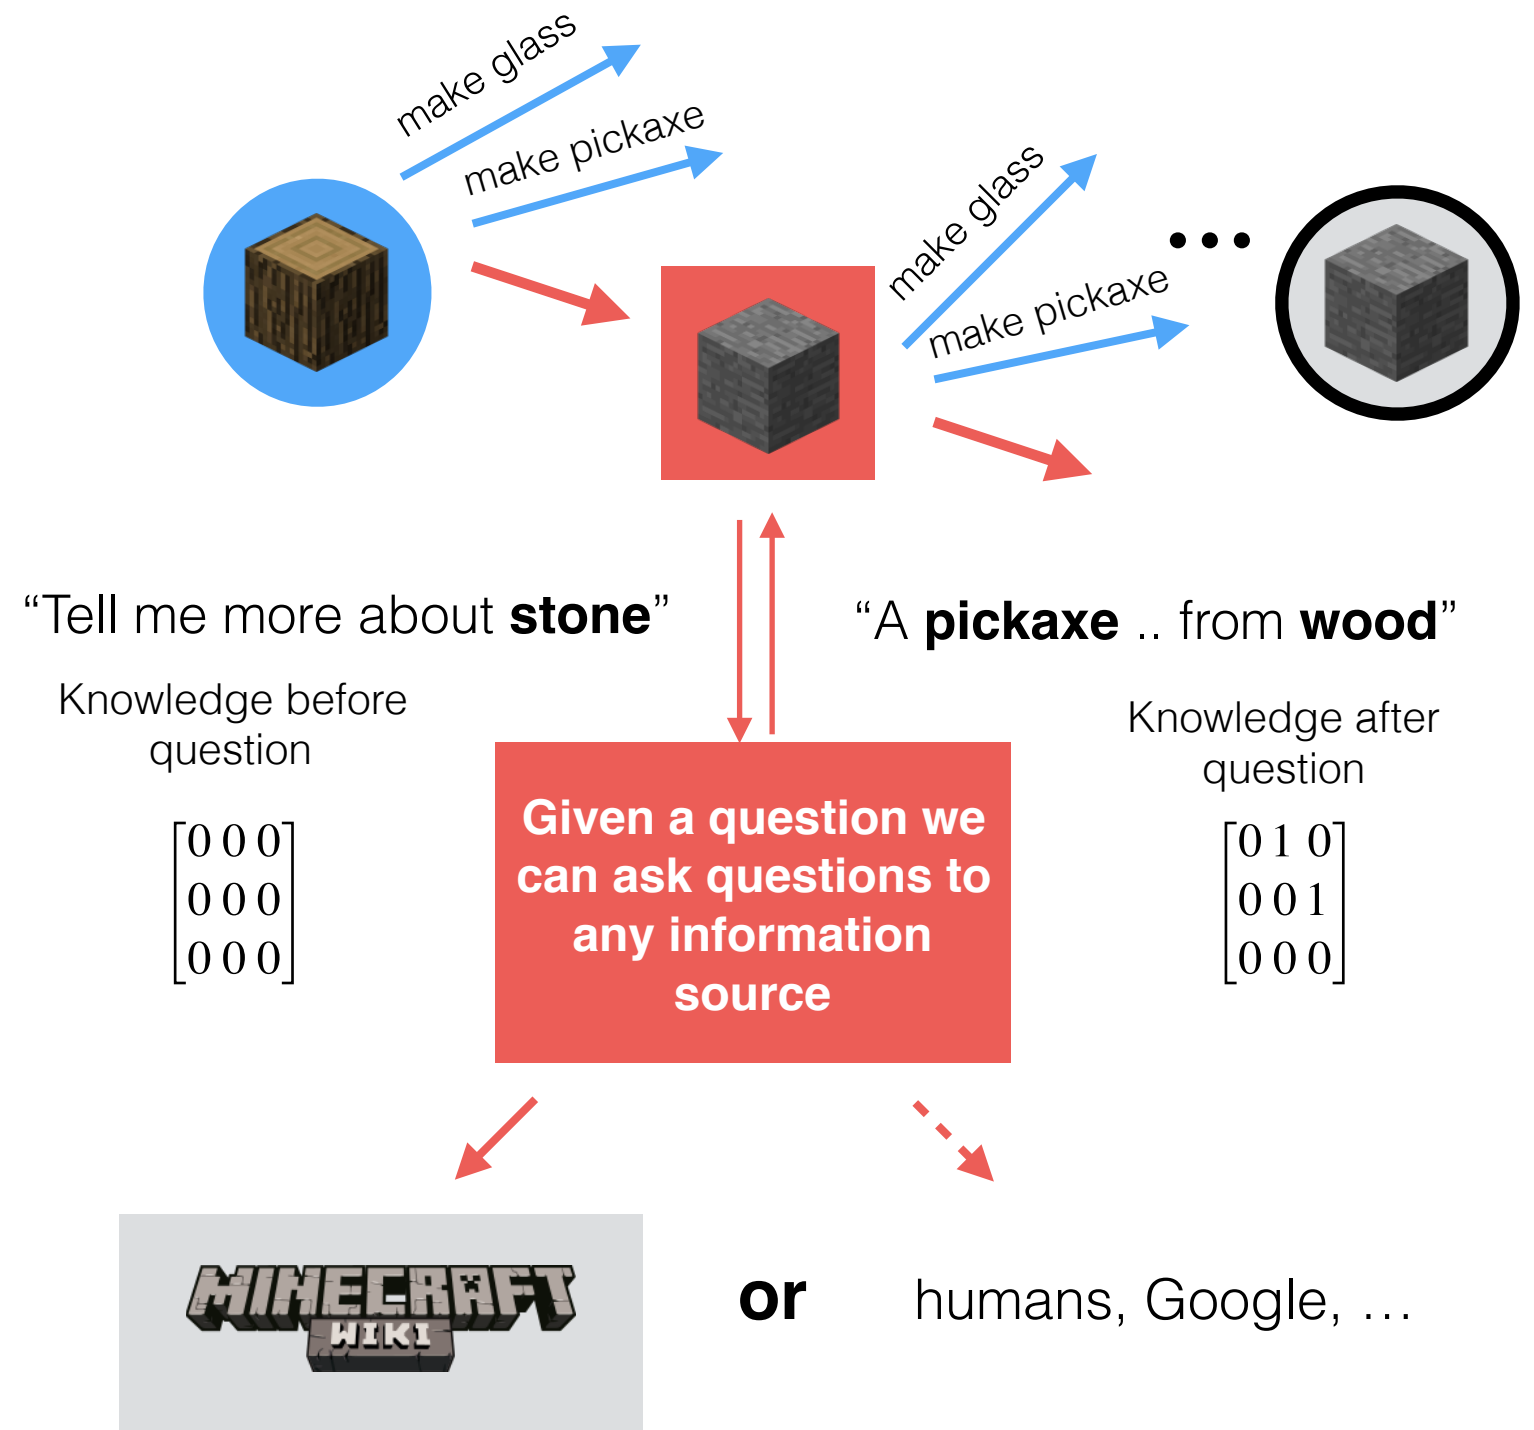 make glass
make pickaxe
make glass
make pickaxe
...
“Tell me more about stone”
“A pickaxe .. from wood”
Knowledge before
question
Knowledge after
question
0 0 0
0 0 0
0 0 0
0 1 0
0 0 1
0 0 0
Given a question we
can ask questions to
any information
source
MINECRAFT
WIKI
or
humans, Google, …